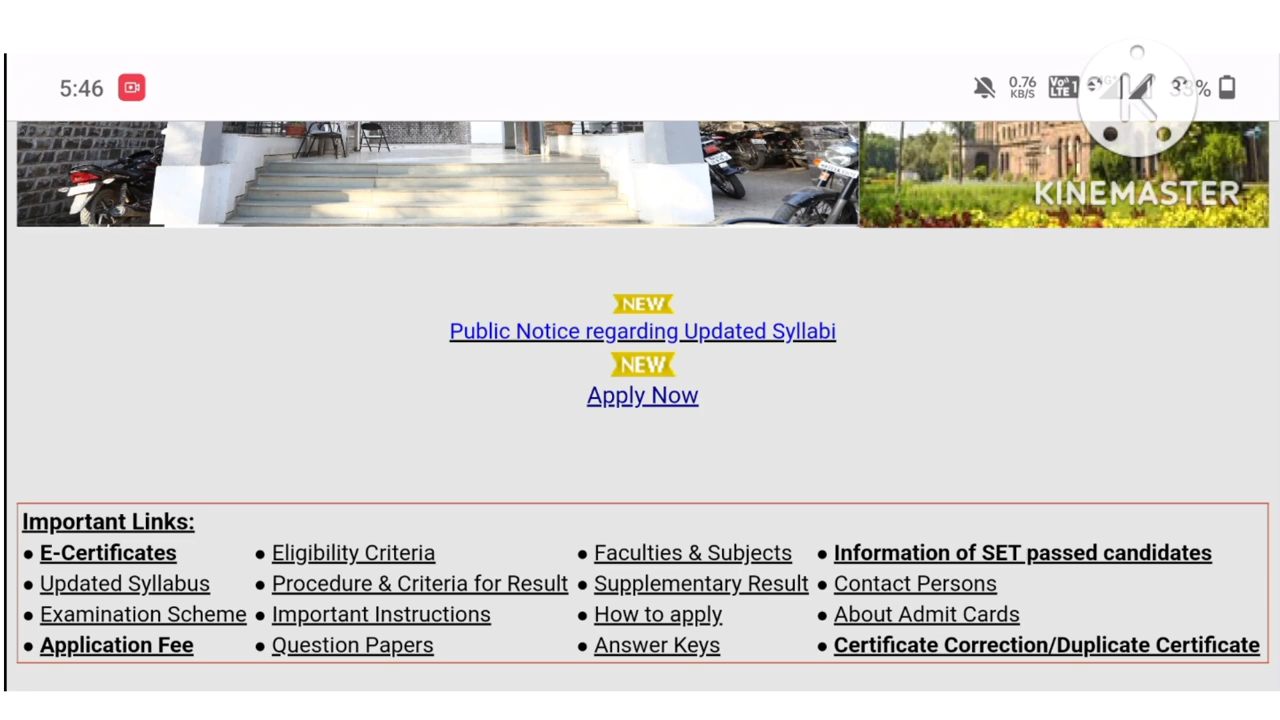 5:46
0.76 KB/S VoLTE 1 33%
KINEMASTER
NEW
Public Notice regarding Updated Syllabi
NEW
Apply Now
Important Links:
• E-Certificates • Eligibility Criteria • Faculties & Subjects • Information of SET passed candidates
• Updated Syllabus • Procedure & Criteria for Result • Supplementary Result • Contact Persons
• Examination Scheme • Important Instructions • How to apply • About Admit Cards
• Application Fee • Question Papers • Answer Keys • Certificate Correction/Duplicate Certificate